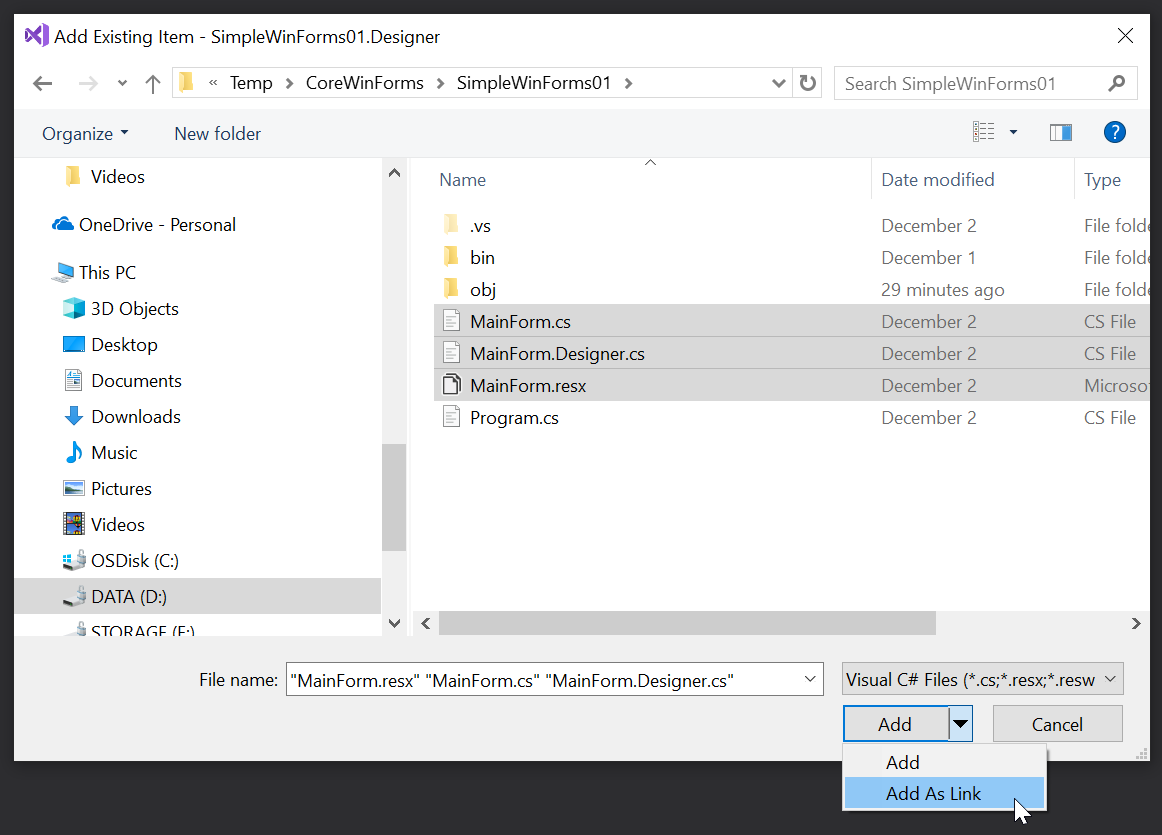 Add Existing Item - SimpleWinForms01.Designer
« Temp > CoreWinForms > SimpleWinForms01 > Search SimpleWinForms01
Organize New folder ?
Videos
OneDrive - Personal
This PC
3D Objects
Desktop
Documents
Downloads
Music
Pictures
Videos
OSDisk (C:)
DATA (D:)
STORAGE (E:)
Name Date modified Type
.vs December 2 File folde
bin December 1 File folde
obj 29 minutes ago File folde
MainForm.cs December 2 CS File
MainForm.Designer.cs December 2 CS File
MainForm.resx December 2 Microso
Program.cs December 2 CS File
File name: "MainForm.resx" "MainForm.cs" "MainForm.Designer.cs" Visual C# Files (*.cs;*.resx;*.resw
Add Cancel
Add
Add As Link